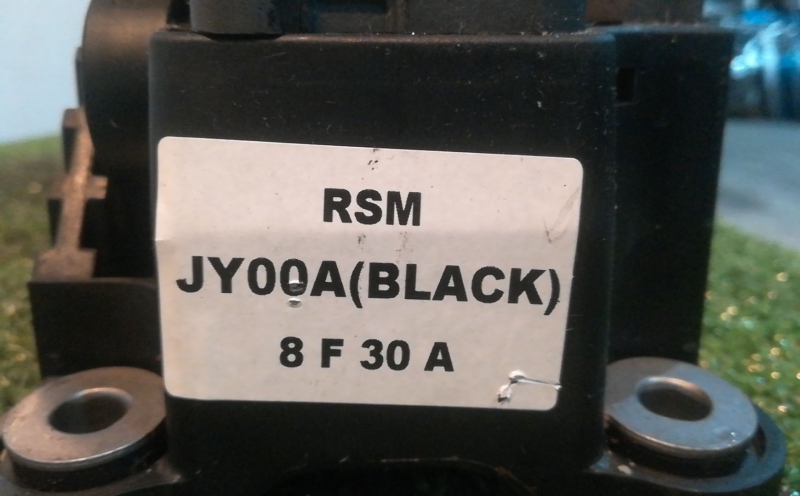 RSM
JY00A(BLACK)
8 F 30 A